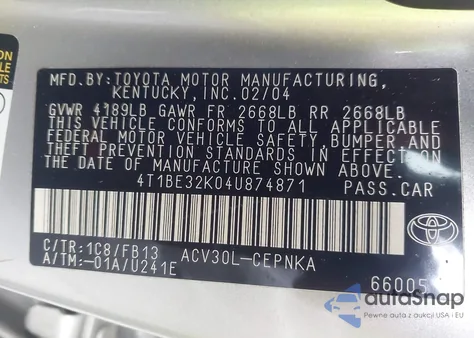 MFD.BY:TOYOTA MOTOR MANUFACTURING,
KENTUCKY,INC.02/04
GVWR 4189LB GAWR FR 2668LB RR 2668LB
THIS VEHICLE CONFORMS TO ALL APPLICABLE
FEDERAL MOTOR VEHICLE SAFETY,BUMPER,AND
THEFT PREVENTION STANDARDS IN EFFECT ON
THE DATE OF MANUFACTURE SHOWN ABOVE.
4T1BE32K04U874871 PASS.CAR
C/TR:1C8/FB13 ACV30L-CEPNKA
A/TM:-01A/U241E
66005
TOYOTA
autoSnap
Pewne auta z aukcji USA i EU